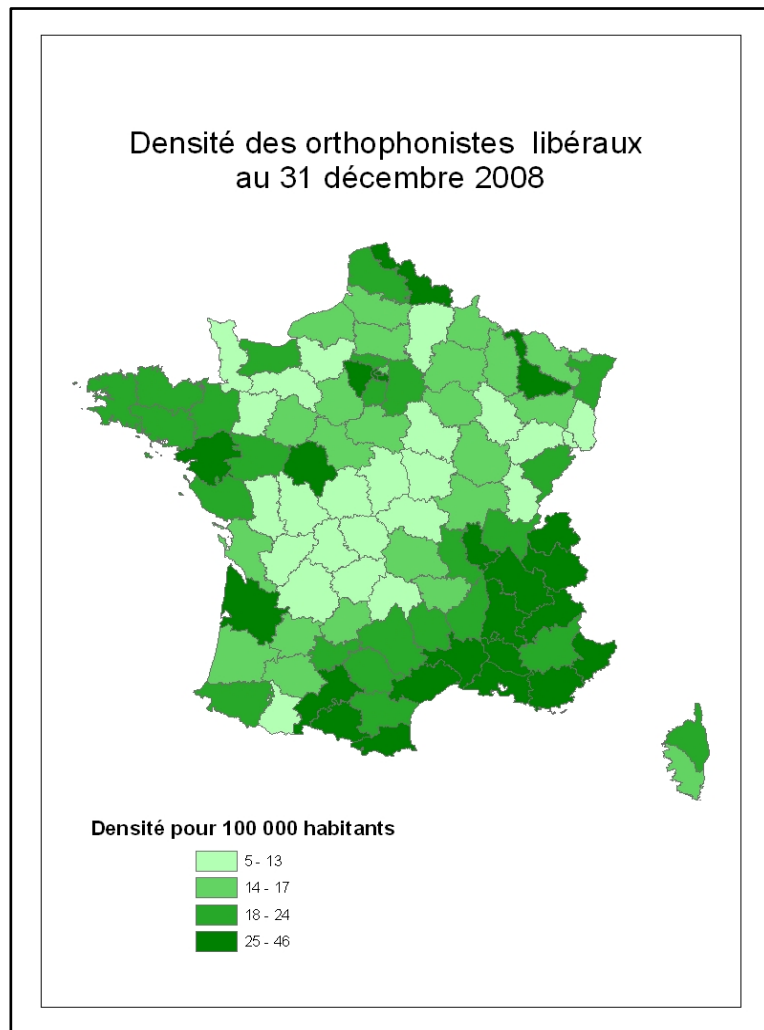 Densité des orthophonistes libéraux
au 31 décembre 2008
Densité pour 100 000 habitants
5 - 13
14 - 17
18 - 24
25 - 46